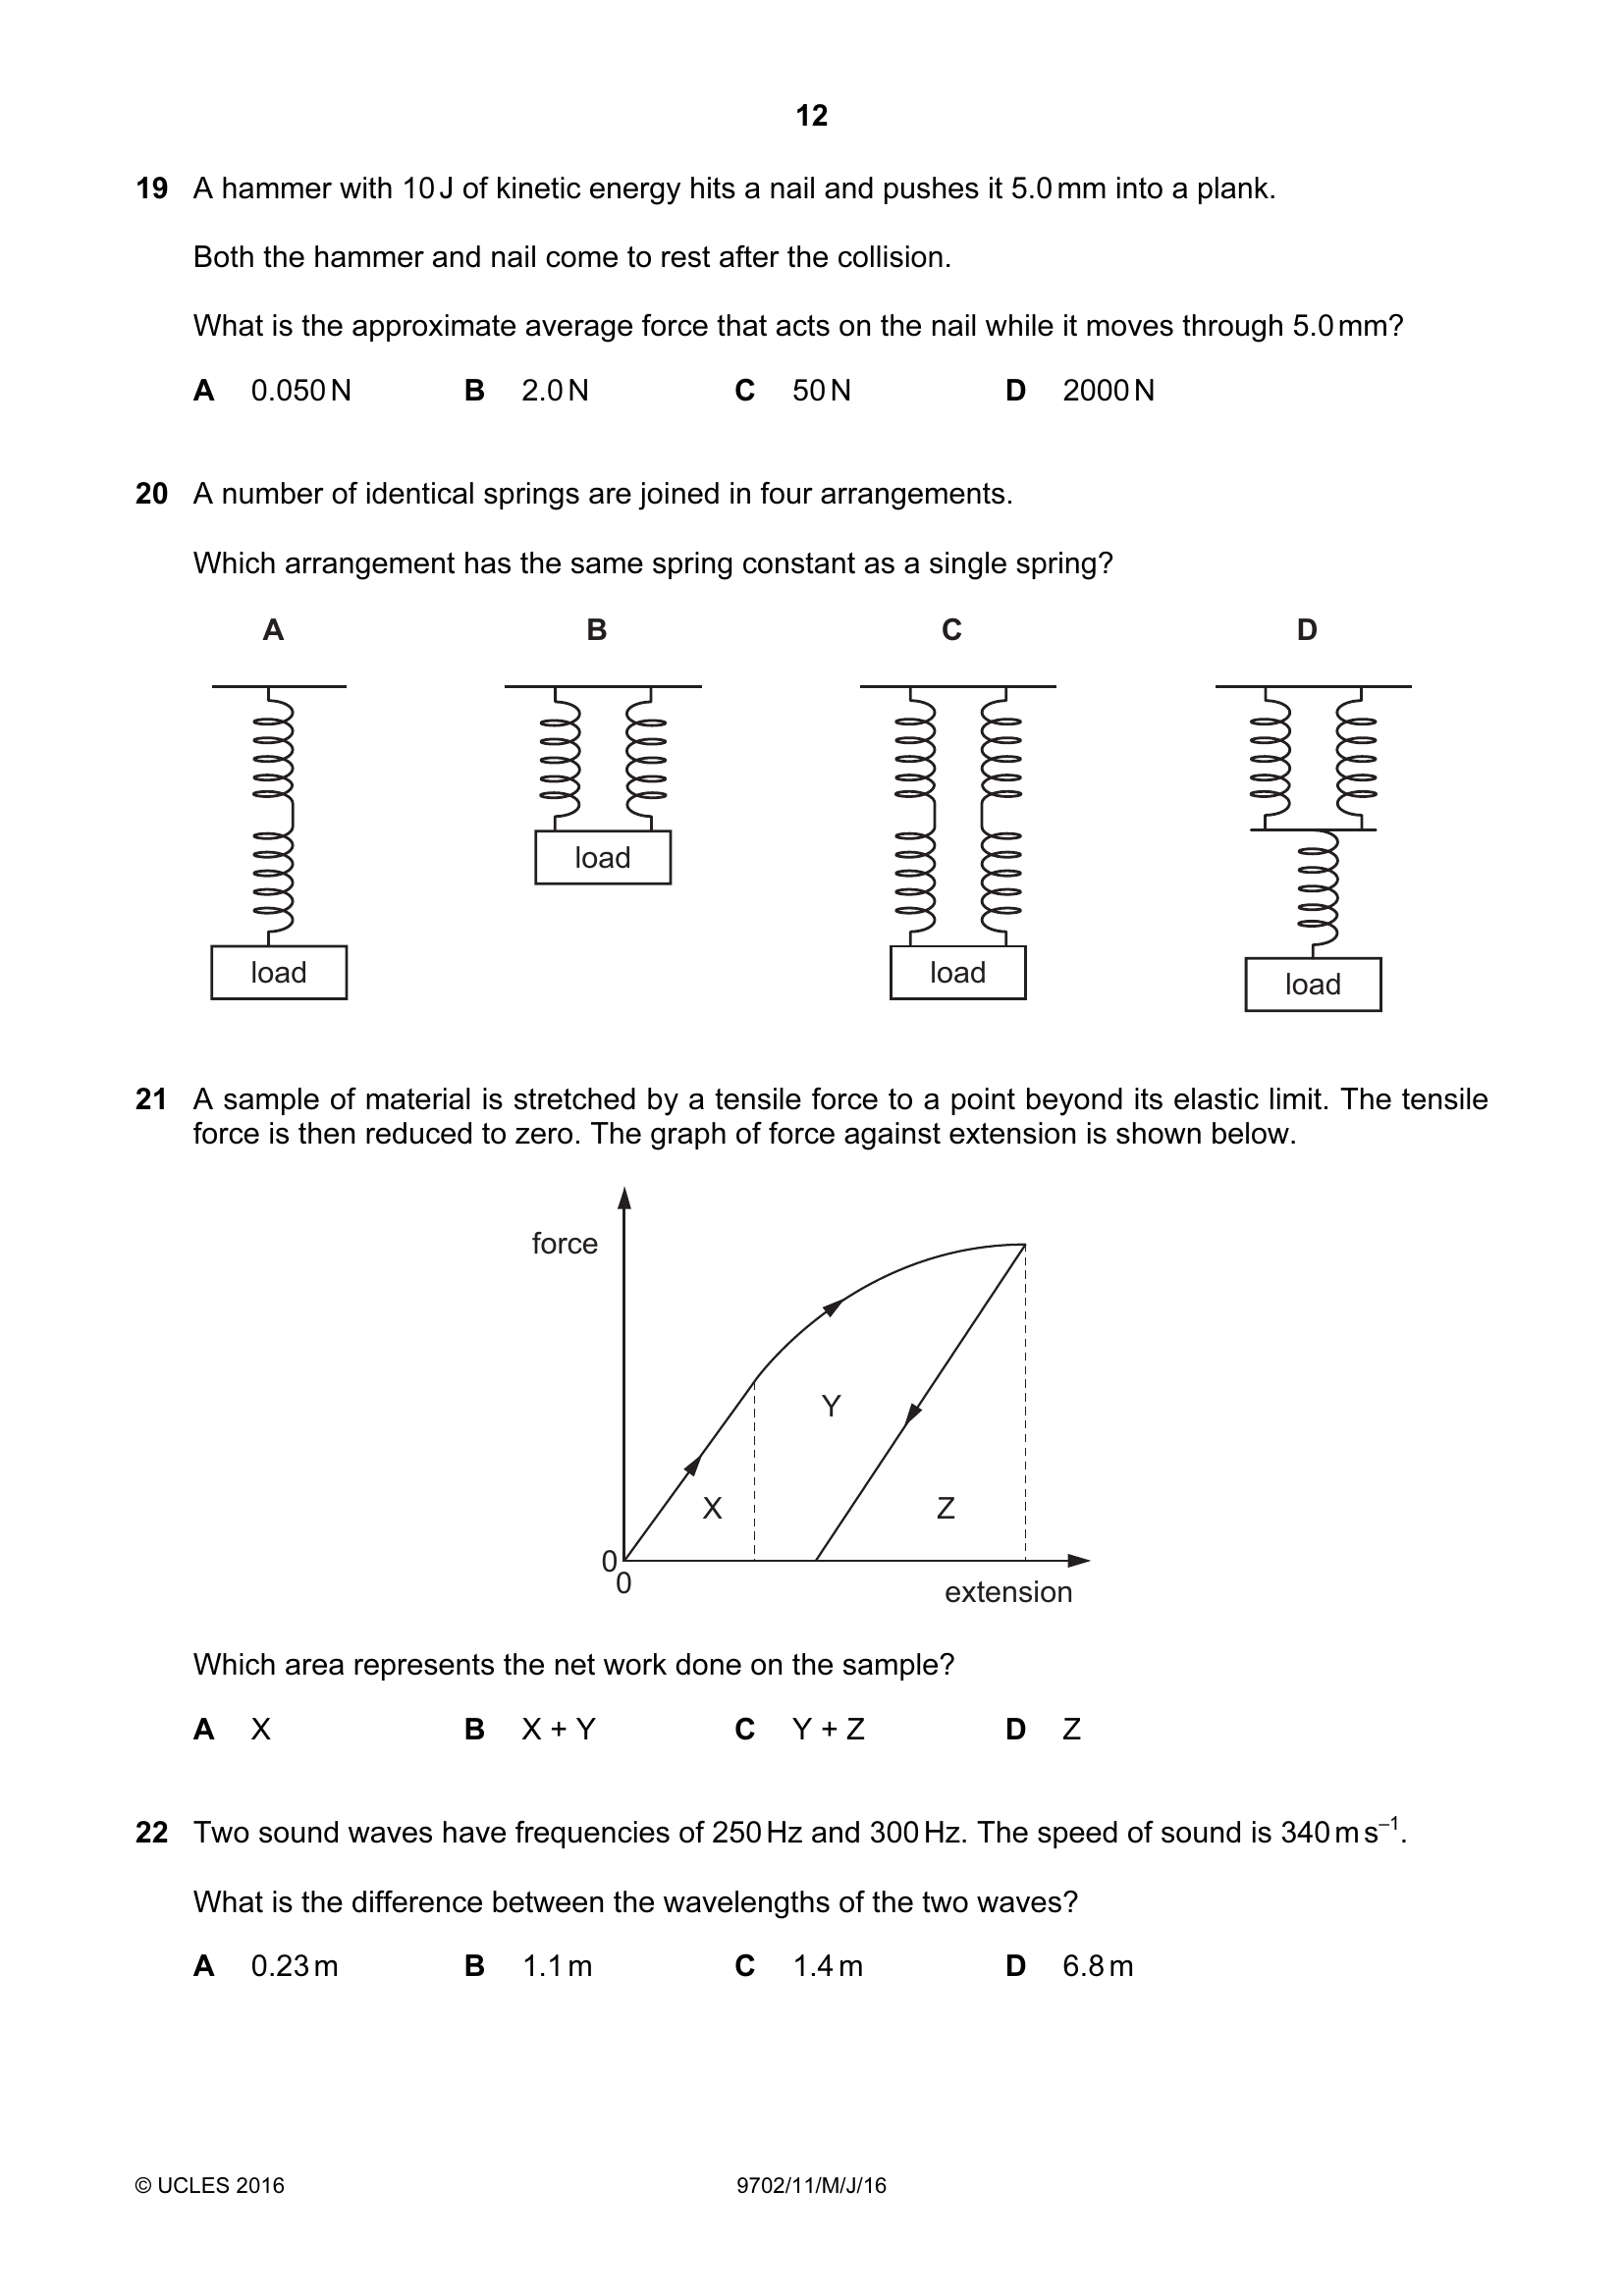 12
19 A hammer with 10 J of kinetic energy hits a nail and pushes it 5.0 mm into a plank.
Both the hammer and nail come to rest after the collision.
What is the approximate average force that acts on the nail while it moves through 5.0 mm?
A 0.050 N B 2.0 N C 50 N D 2000 N
20 A number of identical springs are joined in four arrangements.
Which arrangement has the same spring constant as a single spring?
A B C D
load
load
load
load
21 A sample of material is stretched by a tensile force to a point beyond its elastic limit. The tensile
force is then reduced to zero. The graph of force against extension is shown below.
force
Y
X Z
0
0
extension
Which area represents the net work done on the sample?
A X B X + Y C Y + Z D Z
22 Two sound waves have frequencies of 250 Hz and 300 Hz. The speed of sound is 340 m s⁻¹.
What is the difference between the wavelengths of the two waves?
A 0.23 m B 1.1 m C 1.4 m D 6.8 m
© UCLES 2016 9702/11/M/J/16